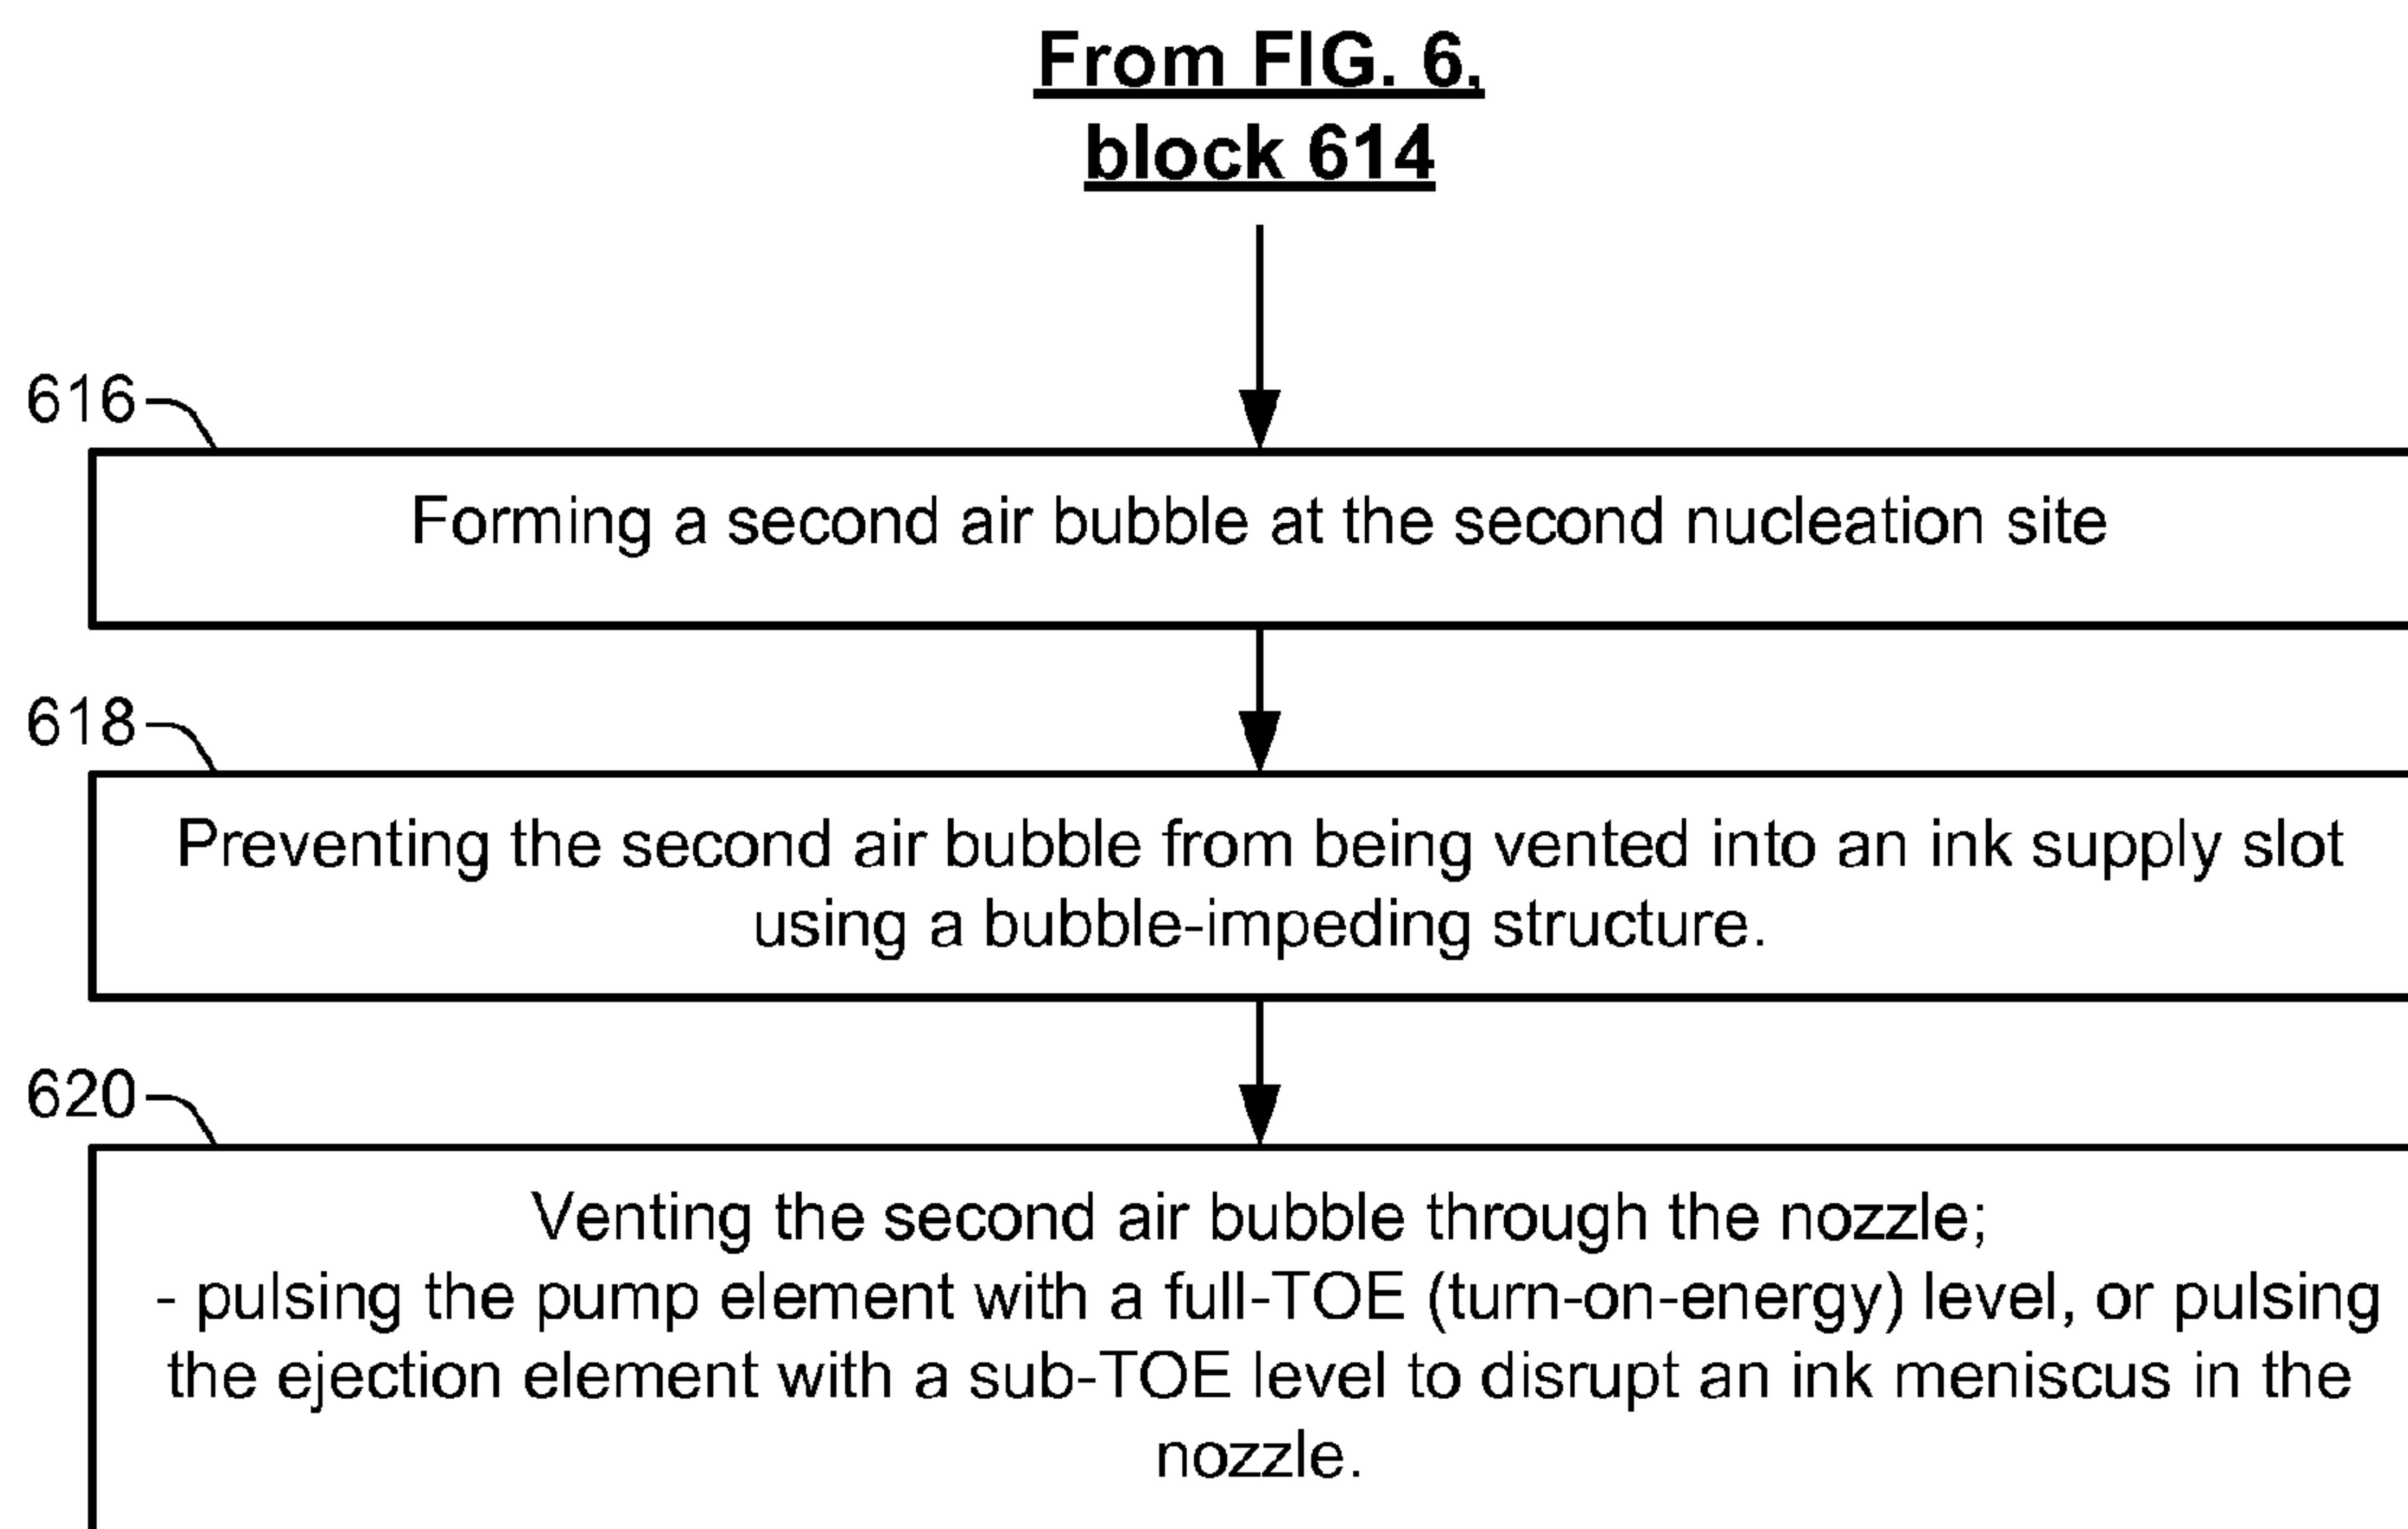 From FIG. 6,
block 614
616
Forming a second air bubble at the second nucleation site
618
Preventing the second air bubble from being vented into an ink supply slot
using a bubble-impeding structure.
620
Venting the second air bubble through the nozzle;
- pulsing the pump element with a full-TOE (turn-on-energy) level, or pulsing
the ejection element with a sub-TOE level to disrupt an ink meniscus in the
nozzle.